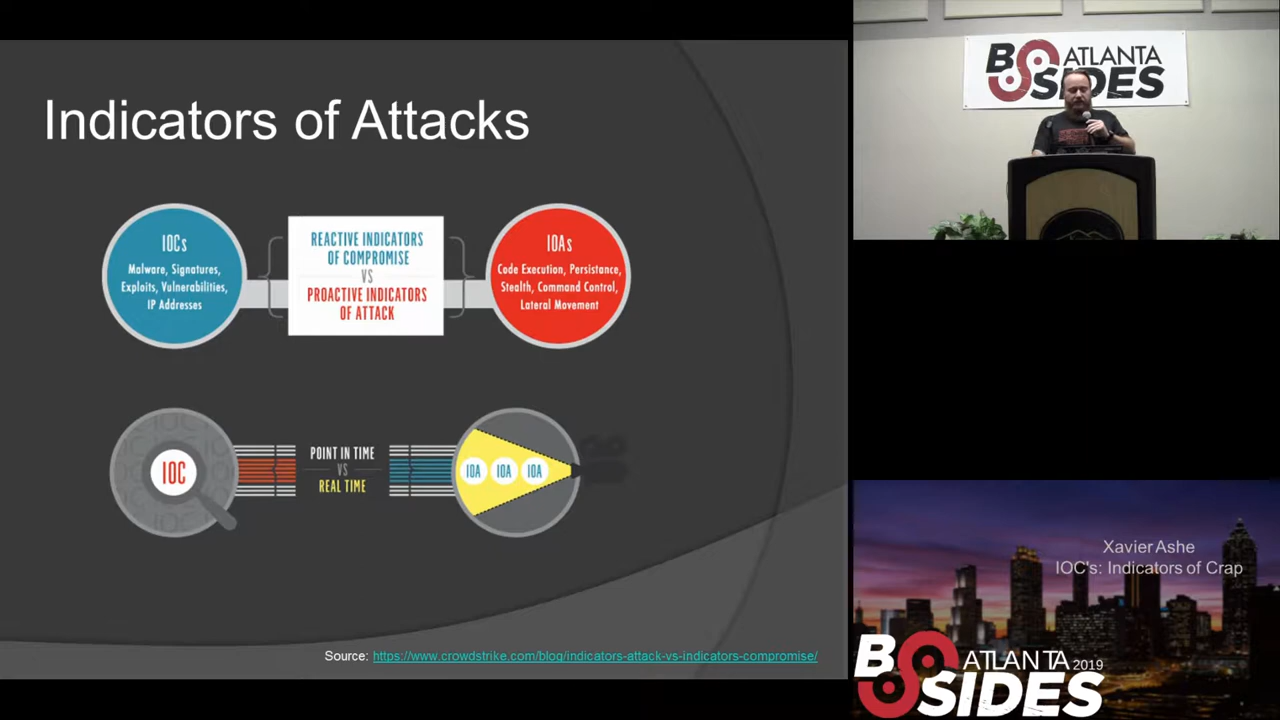 Indicators of Attacks
IOCs
Malware, Signatures,
Exploits, Vulnerabilities,
IP Addresses
REACTIVE INDICATORS
OF COMPROMISE
VS
PROACTIVE INDICATORS
OF ATTACK
IOAs
Code Execution, Persistance,
Stealth, Command Control,
Lateral Movement
IOC
POINT IN TIME
VS
REAL TIME
IOA IOA IOA
Source: https://www.crowdstrike.com/blog/indicators-attack-vs-indicators-compromise/
B ATLANTA
SIDES
Xavier Ashe
IOC's: Indicators of Crap
B ATLANTA 2019
SIDES